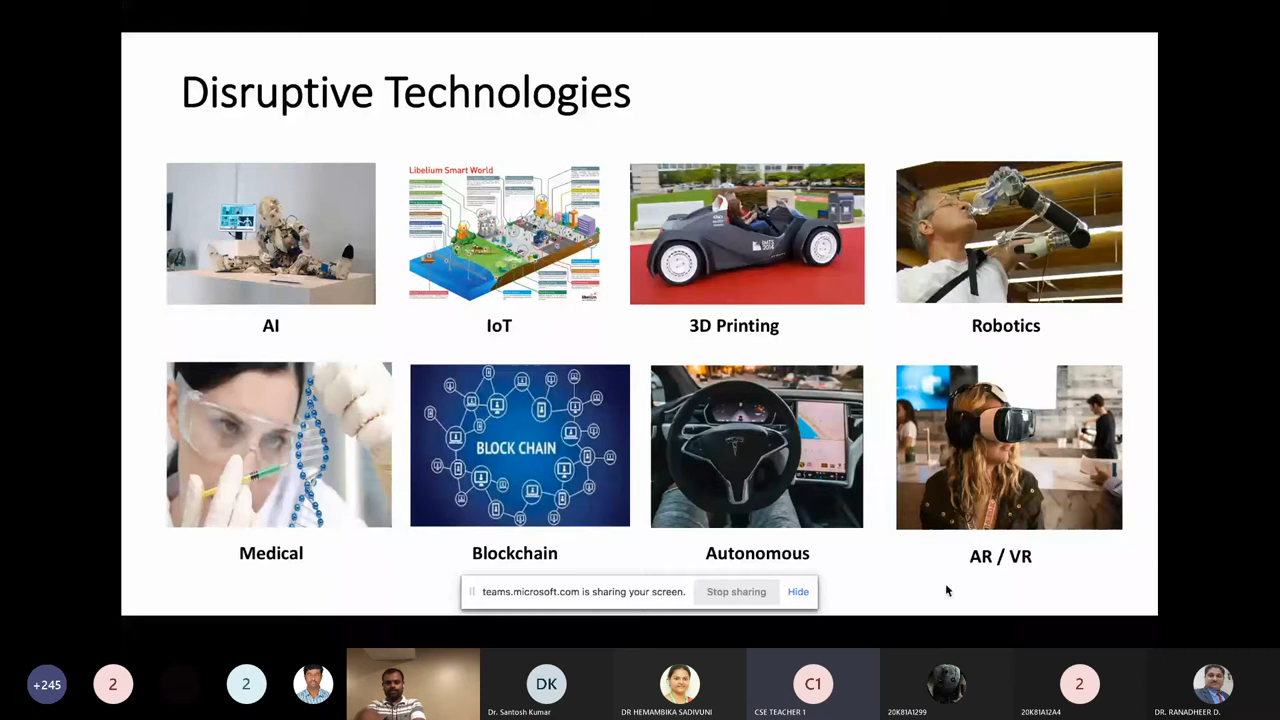 Disruptive Technologies
Libelium Smart World
AI
IoT
3D Printing
Robotics
BLOCK CHAIN
Medical
Blockchain
Autonomous
AR / VR
teams.microsoft.com is sharing your screen.
Stop sharing
Hide
+245
2
2
DK
C1
2
Dr. Santosh Kumar
DR HEMAMBIKA SADIVUNI
CSE TEACHER 1
20K81A1299
20K81A12A4
DR. RANADHEER D.